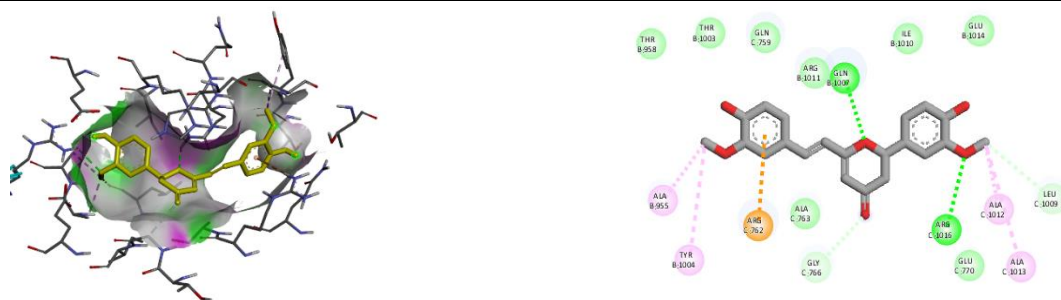 THR
B:958
THR
B:1003
GLN
C:759
ILE
B:1010
GLU
B:1014
ARG
B:1011
GLN
B:1007
ALA
B:955
TYR
B:1004
ARG
C:762
ALA
C:763
GLY
C:766
ARG
C:1016
GLU
C:770
ALA
C:1012
ALA
C:1013
LEU
C:1009